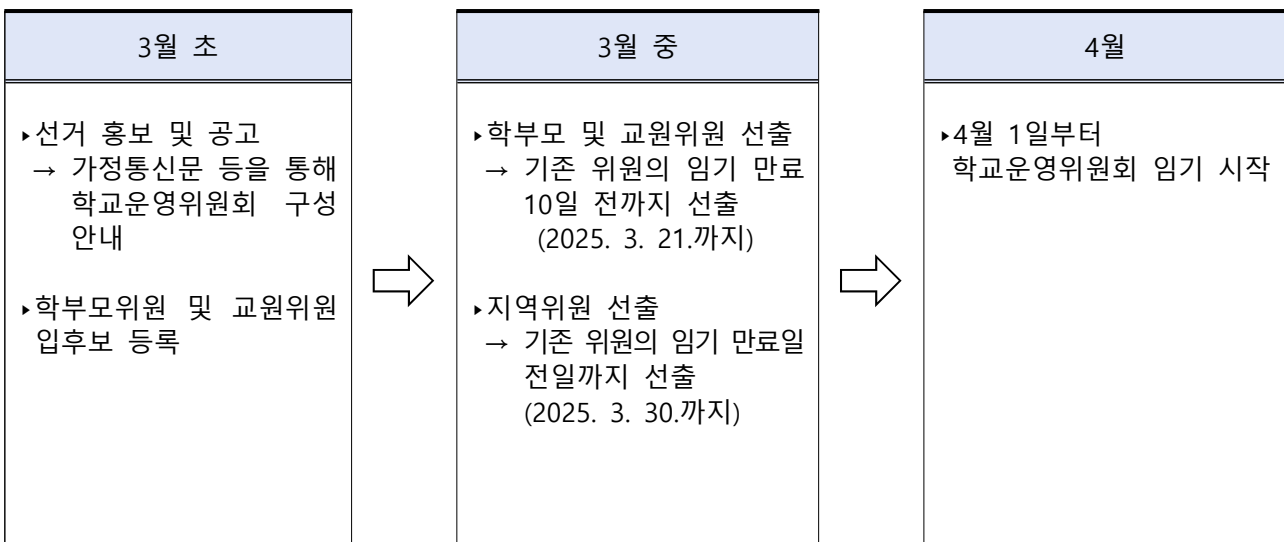 3월 초
▸선거 홍보 및 공고
→ 가정통신문 등을 통해
학교운영위원회 구성
안내
▸학부모위원 및 교원위원
입후보 등록
3월 중
▸학부모 및 교원위원 선출
→ 기존 위원의 임기 만료
10일 전까지 선출
(2025. 3. 21.까지)
▸지역위원 선출
→ 기존 위원의 임기 만료일
전일까지 선출
(2025. 3. 30.까지)
4월
▸4월 1일부터
학교운영위원회 임기 시작